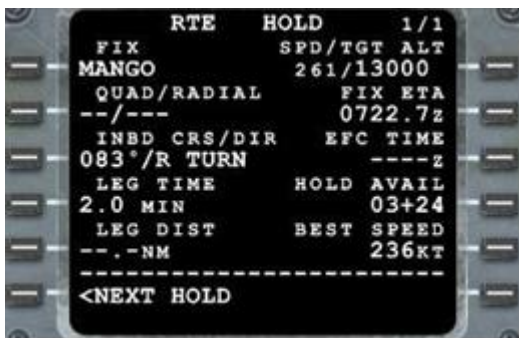 RTE HOLD 1/1
FIX SPD/TGT ALT
MANGO 261/13000
QUAD/RADIAL FIX ETA
--/--- 0722.7z
INBD CRS/DIR EFC TIME
083°/R TURN ----z
LEG TIME HOLD AVAIL
2.0 MIN 03+24
LEG DIST BEST SPEED
--.-NM 236KT
------------------------
<NEXT HOLD